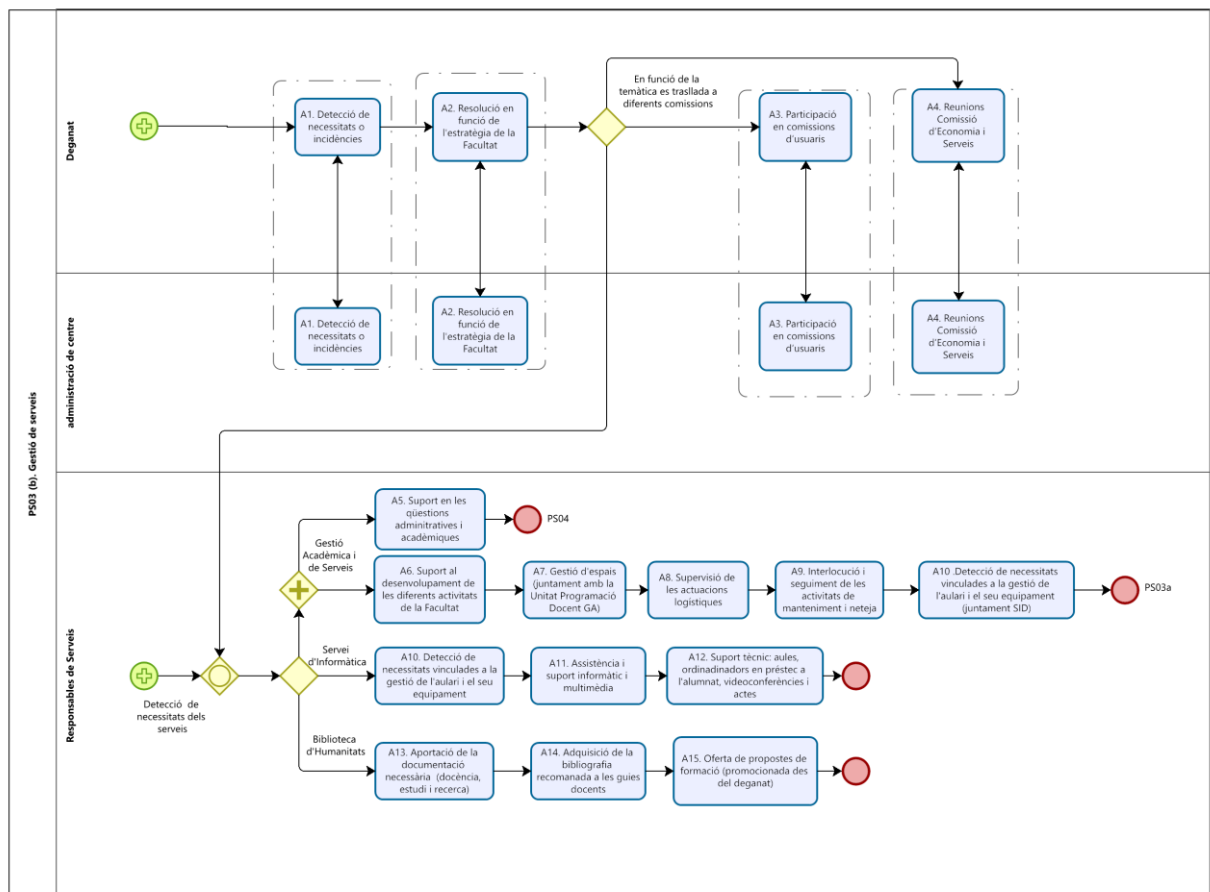 PS03 (b). Gestió de serveis
Deganat
A1. Detecció de
necessitats o
incidències
A2. Resolució en
funció de
l'estratègia de la
Facultat
En funció de la
temàtica es trasllada a
diferents comissions
A3. Participació
en comissions
d'usuaris
A4. Reunions
Comissió
d'Economia i
Serveis
administració de centre
A1. Detecció de
necessitats o
incidències
A2. Resolució en
funció de
l'estratègia de la
Facultat
A3. Participació
en comissions
d'usuaris
A4. Reunions
Comissió
d'Economia i
Serveis
Responsables de Serveis
Detecció de
necessitats dels
serveis
Gestió
Acadèmica i
de Serveis
A5. Suport en les
qüestions
adminitratives i
acadèmiques
PS04
A6. Suport al
desenvolupament de
les diferents activitats
de la Facultat
A7. Gestió d'espais
(juntament amb la
Unitat Programació
Docent GA)
A8. Supervisió de
les actuacions
logístiques
A9. Interlocució i
seguiment de les
activitats de
manteniment i neteja
A10 .Detecció de necessitats
vinculades a la gestió de
l'aulari i el seu equipament
(juntament SID)
PS03a
Servei
d'Informàtica
A10. Detecció de
necessitats vinculades a la
gestió de l'aulari i el seu
equipament
A11. Assistència i
suport informàtic i
multimèdia
A12. Suport tècnic: aules,
ordinadinadors en préstec a
l'alumnat, videoconferències i
actes
Biblioteca
d'Humanitats
A13. Aportació de la
documentació
necessària (docència,
estudi i recerca)
A14. Adquisició de la
bibliografia
recomanada a les guies
docents
A15. Oferta de propostes de
formació (promocionada des
del deganat)